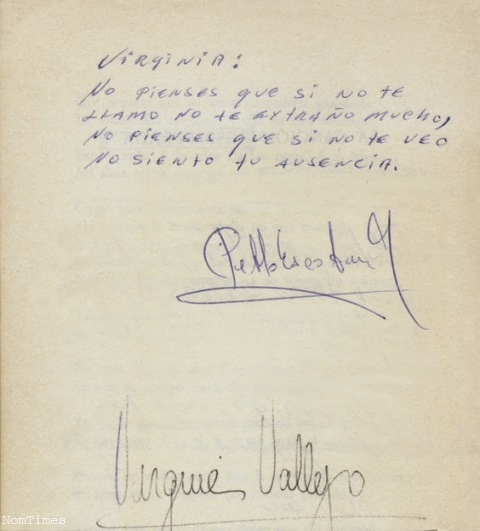 VIRGINIA:
NO PIENSES QUE SI NO TE
LLAMO NO TE EXTRAÑO MUCHO,
NO PIENSES QUE SI NO TE VEO
NO SIENTO TU AUSENCIA.
Virginia Vallejo
NomTimes